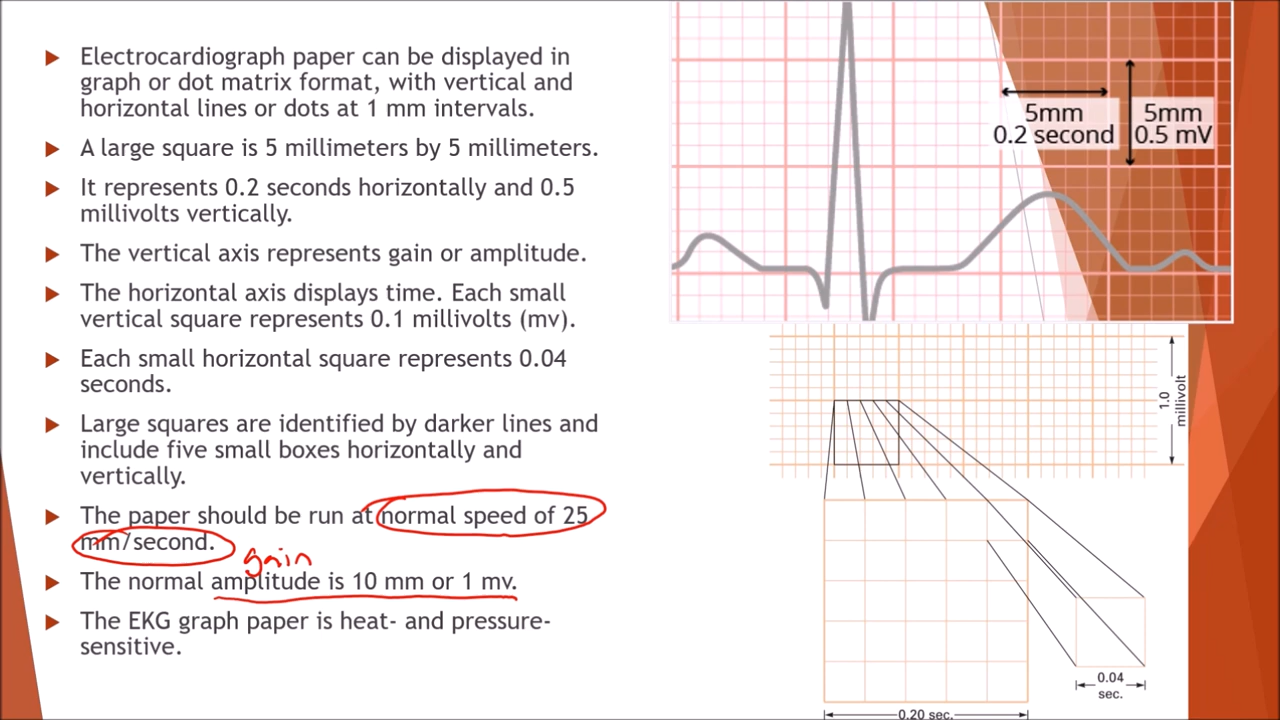 Electrocardiograph paper can be displayed in
graph or dot matrix format, with vertical and
horizontal lines or dots at 1 mm intervals.
A large square is 5 millimeters by 5 millimeters.
It represents 0.2 seconds horizontally and 0.5
millivolts vertically.
The vertical axis represents gain or amplitude.
The horizontal axis displays time. Each small
vertical square represents 0.1 millivolts (mv).
Each small horizontal square represents 0.04
seconds.
Large squares are identified by darker lines and
include five small boxes horizontally and
vertically.
The paper should be run at normal speed of 25
mm/second.
gain
The normal amplitude is 10 mm or 1 mv.
The EKG graph paper is heat- and pressure-
sensitive.
5mm
0.2 second
5mm
0.5 mV
1.0
millivolt
0.04
sec.
0.20 sec.